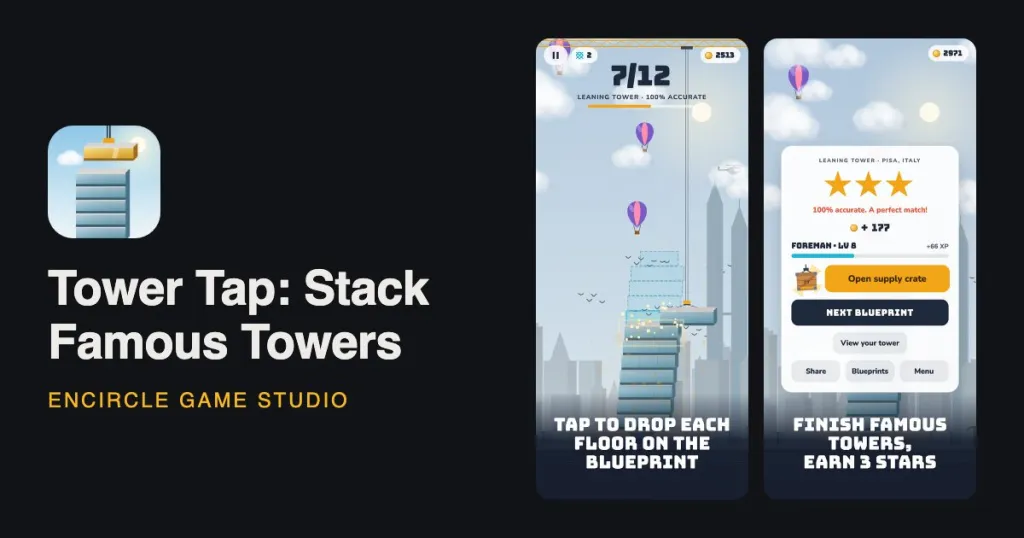 Tower Tap: Stack
Famous Towers
ENCIRCLE GAME STUDIO
2
2513
7/12
LEANING TOWER · 100% ACCURATE
TAP TO DROP EACH
FLOOR ON THE
BLUEPRINT
2971
LEANING TOWER · PISA, ITALY
100% accurate. A perfect match!
+ 177
FOREMAN · LV 8
+66 XP
Open supply crate
NEXT BLUEPRINT
View your tower
Share
Blueprints
Menu
FINISH FAMOUS
TOWERS,
EARN 3 STARS